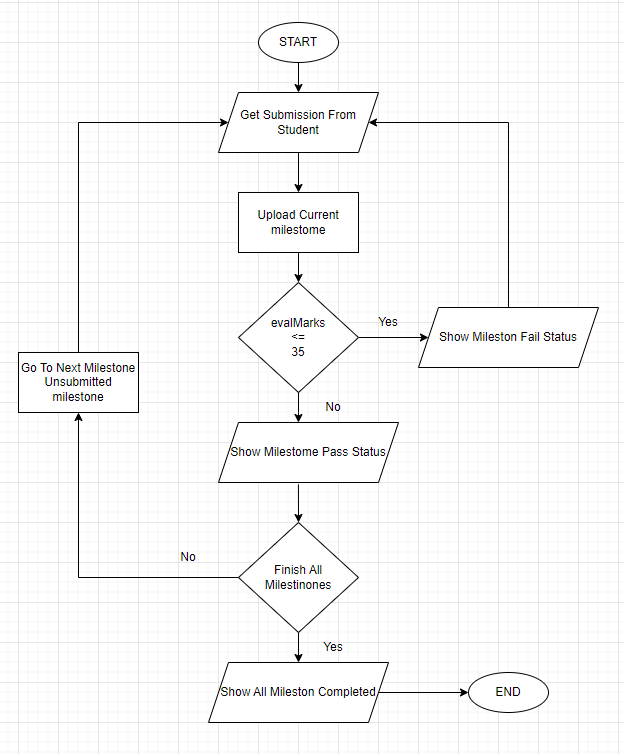 START
Get Submission From
Student
Upload Current
milestome
evalMarks
<=
35
Yes
Show Mileston Fail Status
Go To Next Milestone
Unsubmitted
milestone
No
Show Milestome Pass Status
No
Finish All
Milestinones
Yes
Show All Mileston Completed
END